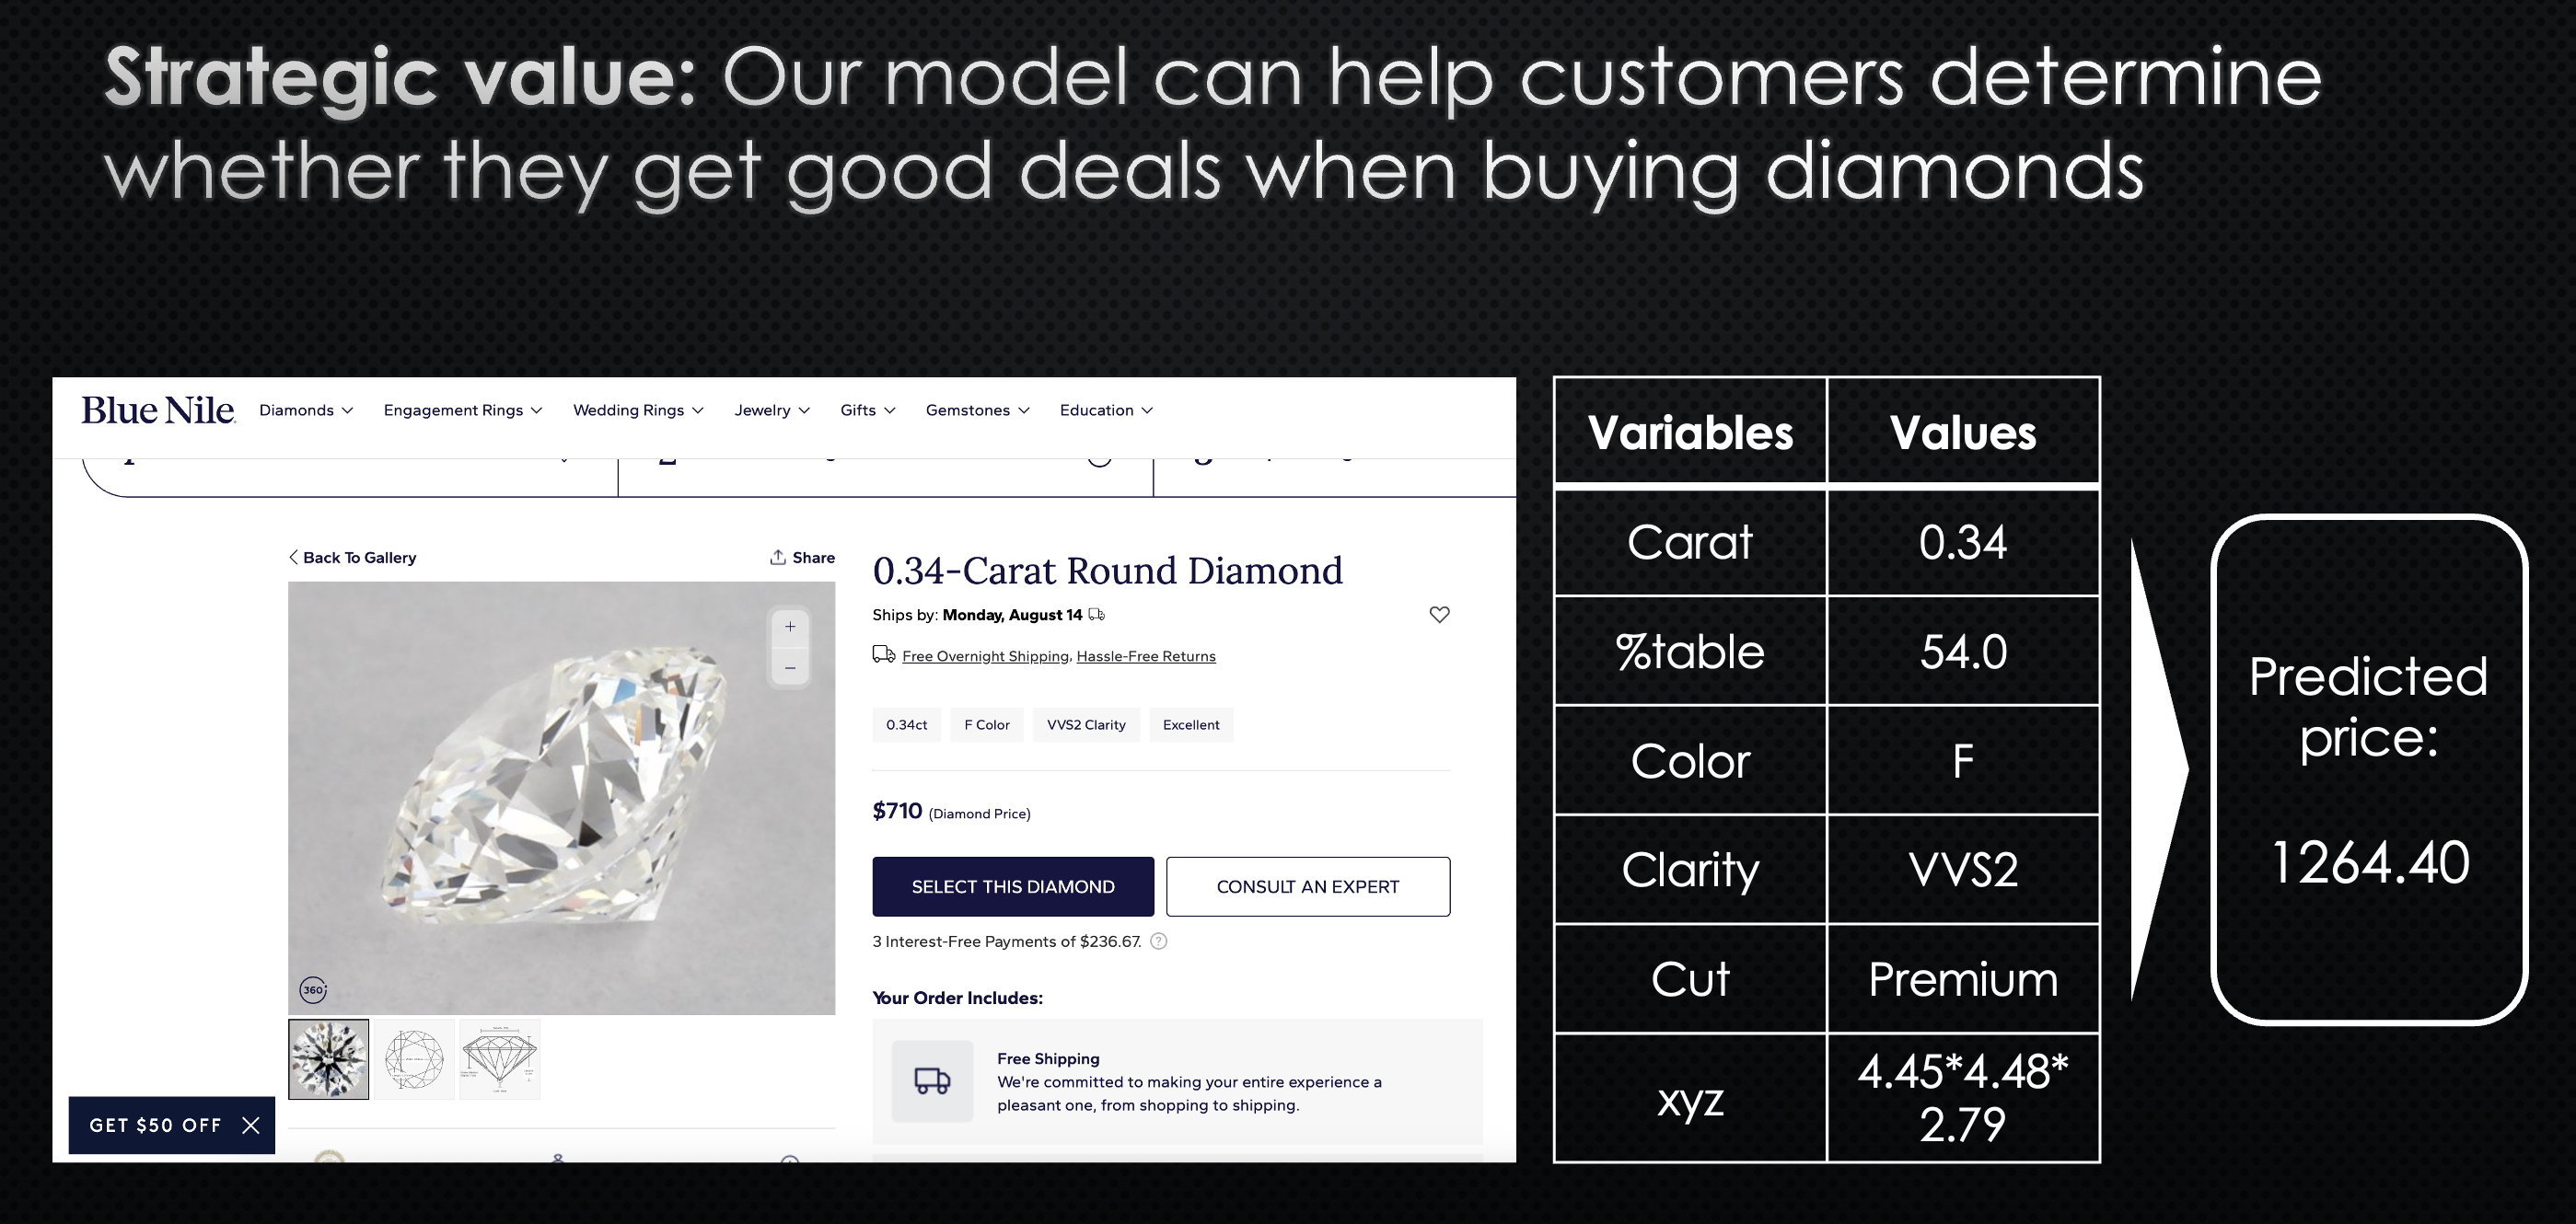 Strategic value: Our model can help customers determine
whether they get good deals when buying diamonds
Blue Nile
Diamonds
Engagement Rings
Wedding Rings
Jewelry
Gifts
Gemstones
Education
Back To Gallery
Share
+
−
360°
0.34-Carat Round Diamond
Ships by: Monday, August 14
Free Overnight Shipping, Hassle-Free Returns
0.34ct
F Color
VVS2 Clarity
Excellent
$710 (Diamond Price)
SELECT THIS DIAMOND
CONSULT AN EXPERT
3 Interest-Free Payments of $236.67. ?
Your Order Includes:
Free Shipping
We're committed to making your entire experience a
pleasant one, from shopping to shipping.
GET $50 OFF
Variables Values
Carat 0.34
%table 54.0
Color F
Clarity VVS2
Cut Premium
xyz 4.45*4.48*
2.79
Predicted
price:
1264.40